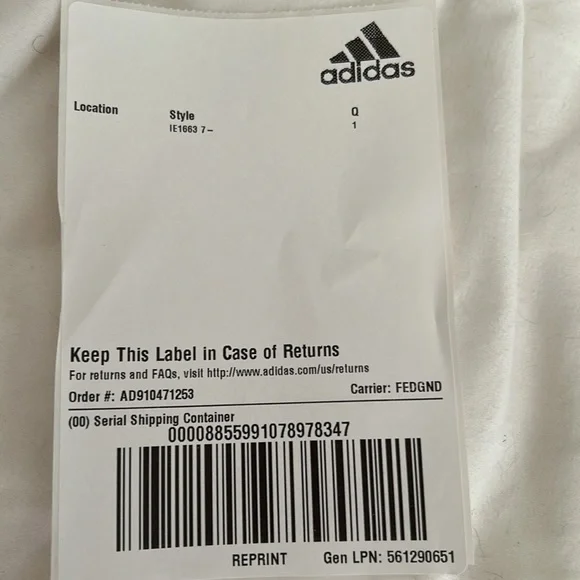 adidas
Location Style Q
IE1663 7- 1
Keep This Label in Case of Returns
For returns and FAQs, visit http://www.adidas.com/us/returns
Order #: AD910471253 Carrier: FEDGND
(00) Serial Shipping Container
00008855991078978347
REPRINT Gen LPN: 561290651